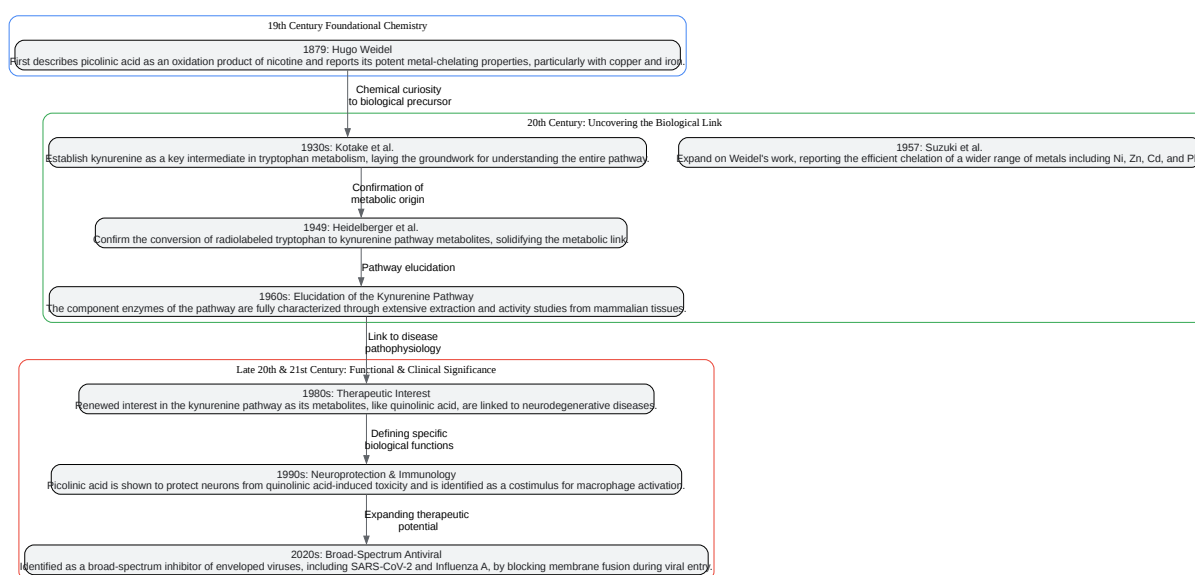 19th Century Foundational Chemistry
1879: Hugo Weidel
First describes picolinic acid as an oxidation product of nicotine and reports its potent metal-chelating properties, particularly with copper and iron.
Chemical curiosity
to biological precursor
20th Century: Uncovering the Biological Link
1930s: Kotake et al.
Establish kynurenine as a key intermediate in tryptophan metabolism, laying the groundwork for understanding the entire pathway.
1957: Suzuki et al.
Expand on Weidel's work, reporting the efficient chelation of a wider range of metals including Ni, Zn, Cd, and
Confirmation of
metabolic origin
1949: Heidelberger et al.
Confirm the conversion of radiolabeled tryptophan to kynurenine pathway metabolites, solidifying the metabolic link.
Pathway elucidation
1960s: Elucidation of the Kynurenine Pathway
The component enzymes of the pathway are fully characterized through extensive extraction and activity studies from mammalian tissues.
Link to disease
pathophysiology
Late 20th & 21st Century: Functional & Clinical Significance
1980s: Therapeutic Interest
Renewed interest in the kynurenine pathway as its metabolites, like quinolinic acid, are linked to neurodegenerative diseases.
Defining specific
biological functions
1990s: Neuroprotection & Immunology
Picolinic acid is shown to protect neurons from quinolinic acid-induced toxicity and is identified as a costimulus for macrophage activation.
Expanding therapeutic
potential
2020s: Broad-Spectrum Antiviral
Identified as a broad-spectrum inhibitor of enveloped viruses, including SARS-CoV-2 and Influenza A, by blocking membrane fusion during viral entry.